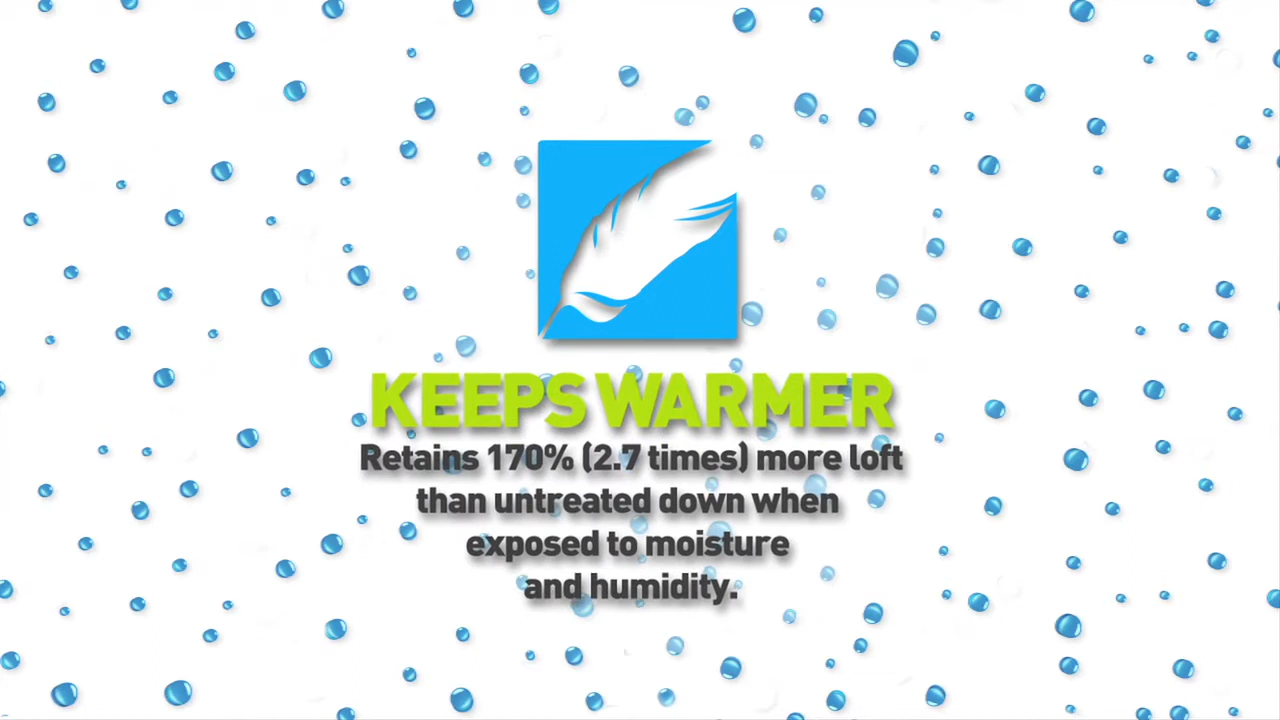 KEEPS WARMER
Retains 170% (2.7 times) more loft
than untreated down when
exposed to moisture
and humidity.